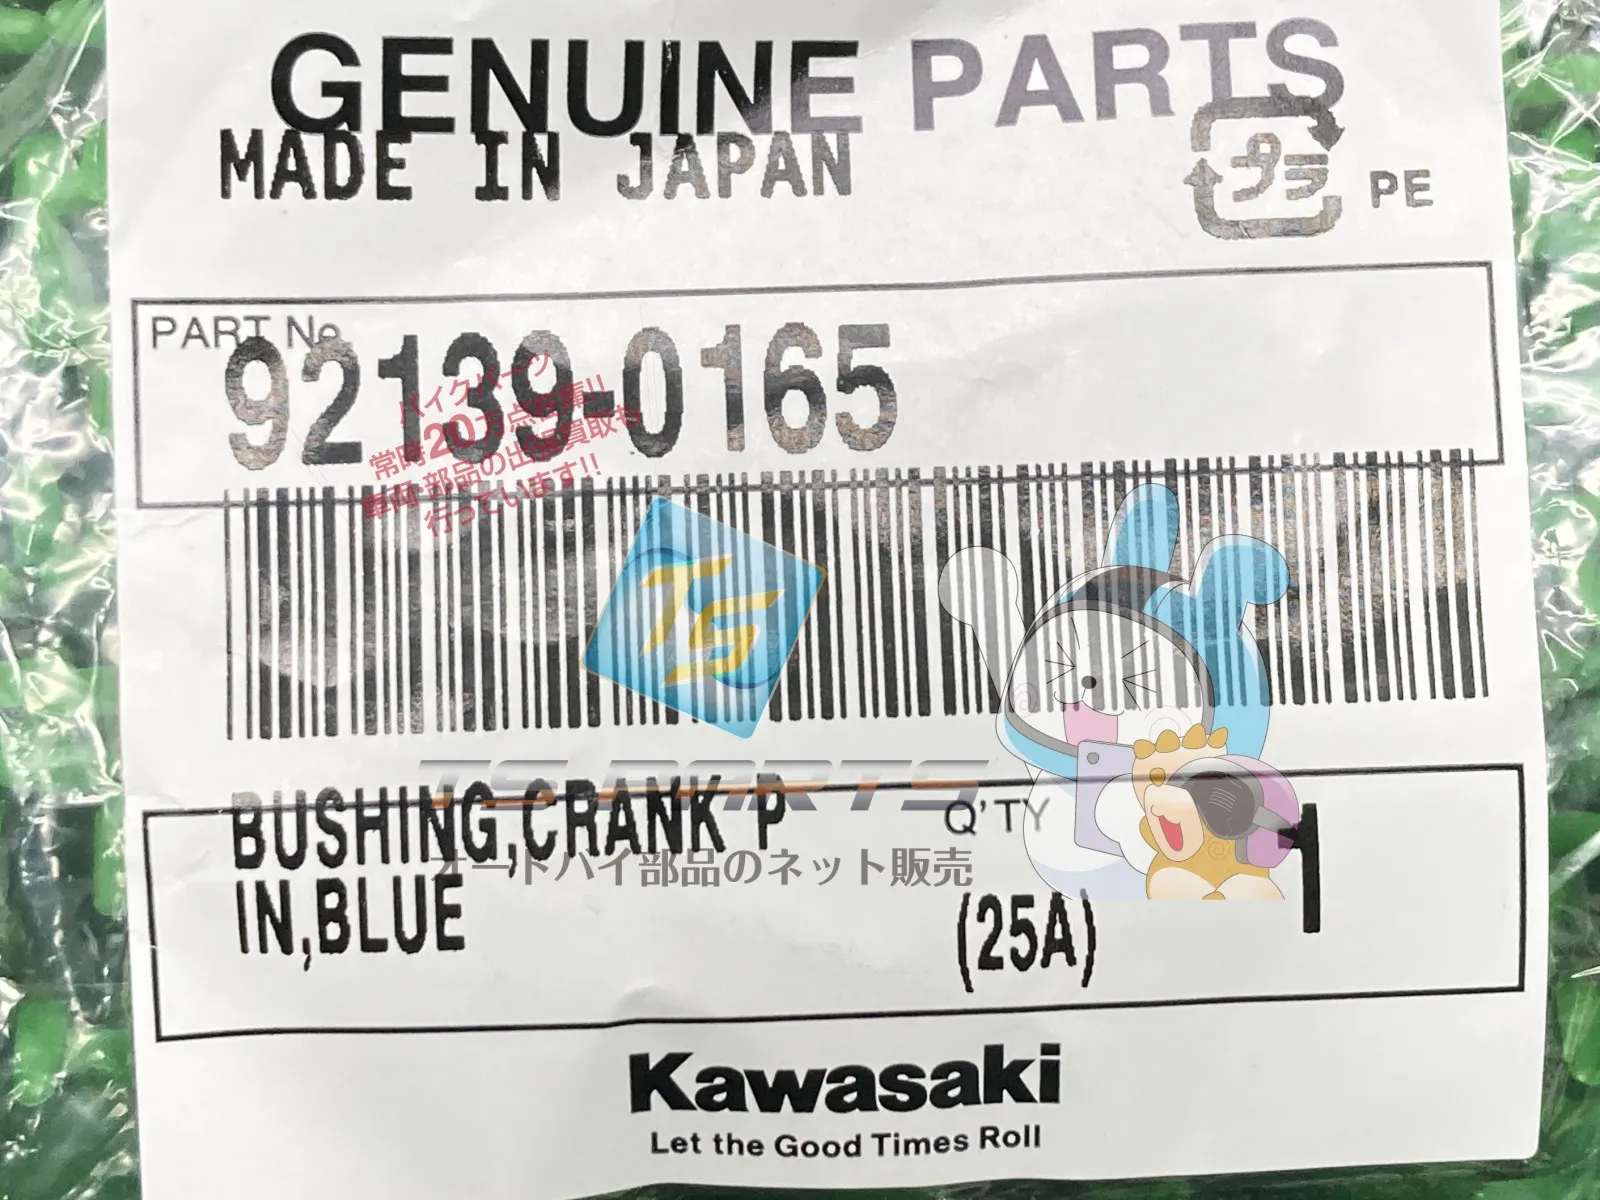 GENUINE PARTS
MADE IN JAPAN
プラ PE
PART No.
92139-0165
バイクパーツ
常時20万点在庫!!
車両・部品の出張買取も
行っています!!
TS
TS PARTS
BUSHING,CRANK P
IN,BLUE
Q'TY 1
(25A)
オートバイ部品のネット販売
Kawasaki
Let the Good Times Roll